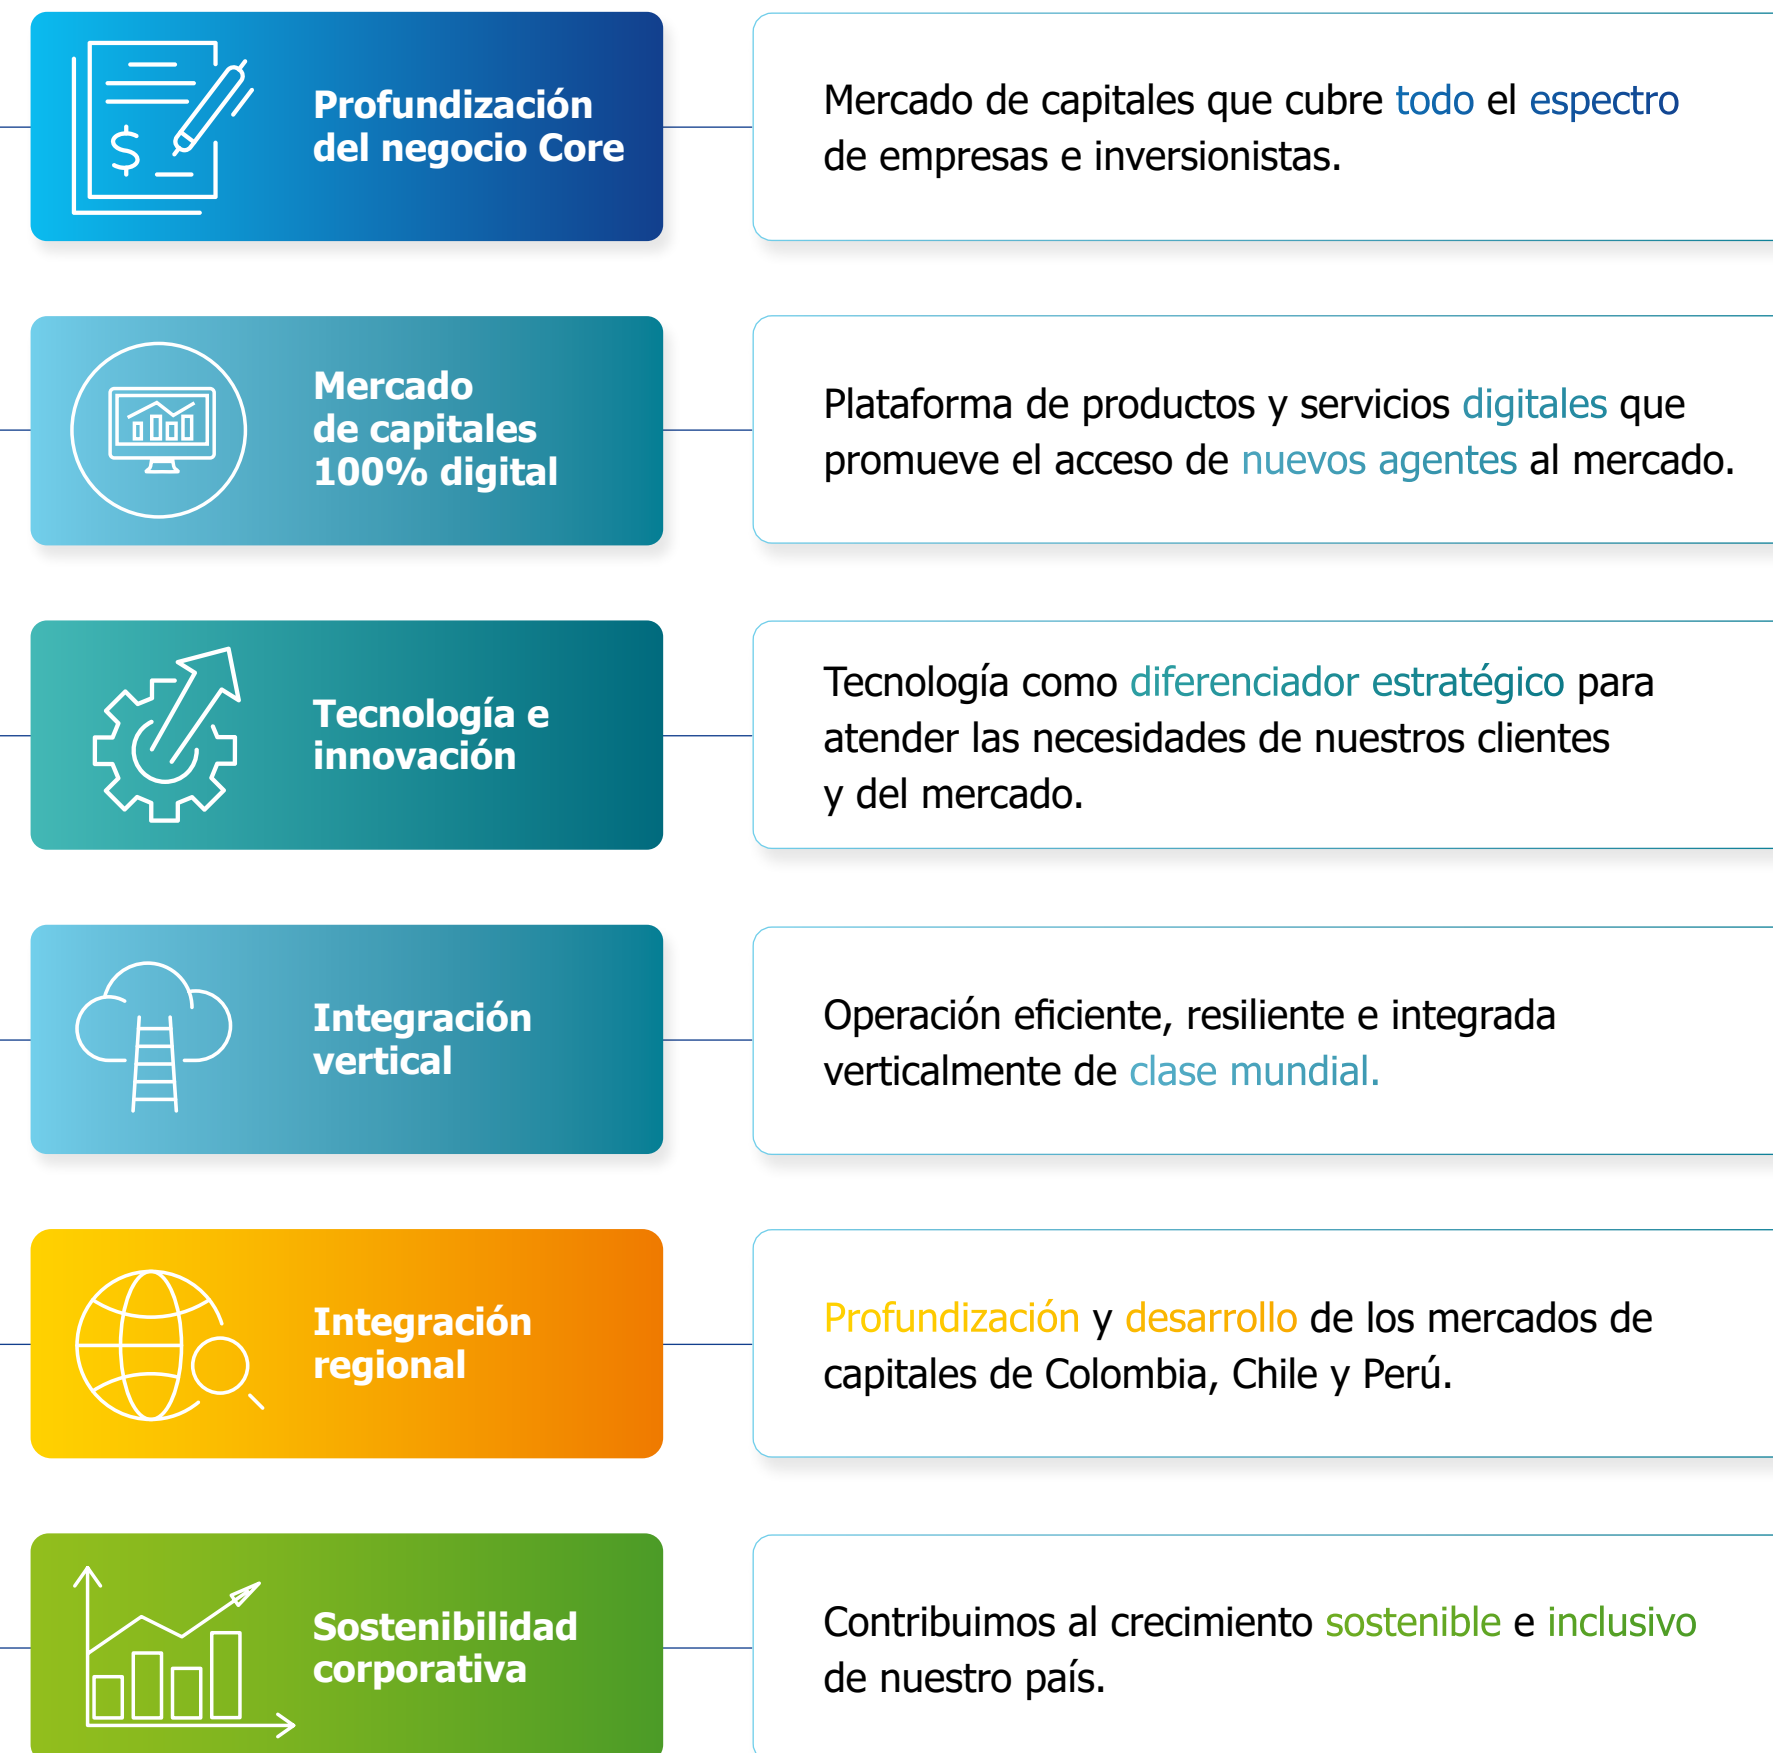 Profundización
del negocio Core
Mercado de capitales que cubre todo el espectro
de empresas e inversionistas.
Mercado
de capitales
100% digital
Plataforma de productos y servicios digitales que
promueve el acceso de nuevos agentes al mercado.
Tecnología e
innovación
Tecnología como diferenciador estratégico para
atender las necesidades de nuestros clientes
y del mercado.
Integración
vertical
Operación eficiente, resiliente e integrada
verticalmente de clase mundial.
Integración
regional
Profundización y desarrollo de los mercados de
capitales de Colombia, Chile y Perú.
Sostenibilidad
corporativa
Contribuimos al crecimiento sostenible e inclusivo
de nuestro país.
$